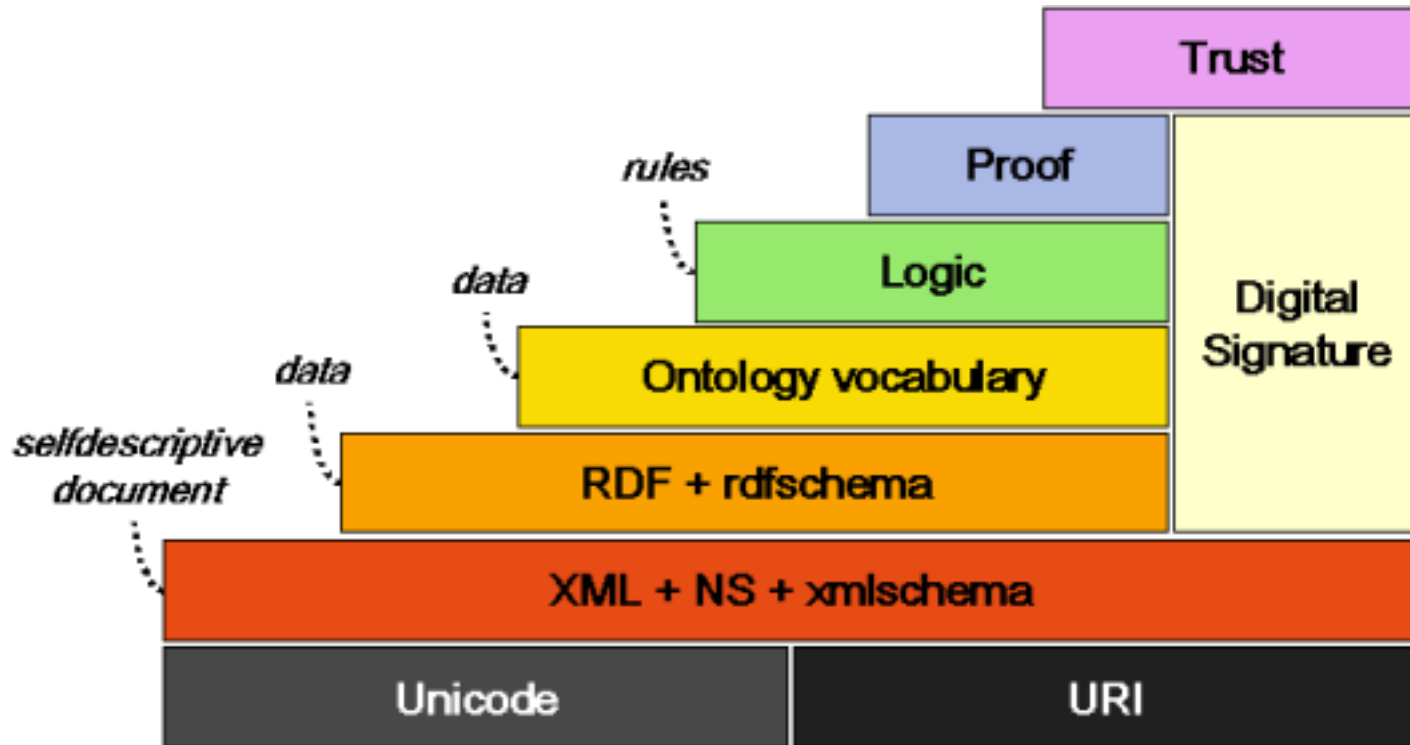 Trust
Proof
rules
Logic
data
Digital
Signature
Ontology vocabulary
data
RDF + rdfschema
selfdescriptive
document
XML + NS + xmlschema
Unicode
URI